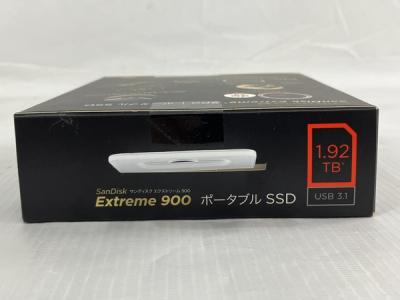 SanDisk サンディスク エクストリーム 900
Extreme 900 ポータブル SSD
1.92
TB*
USB 3.1